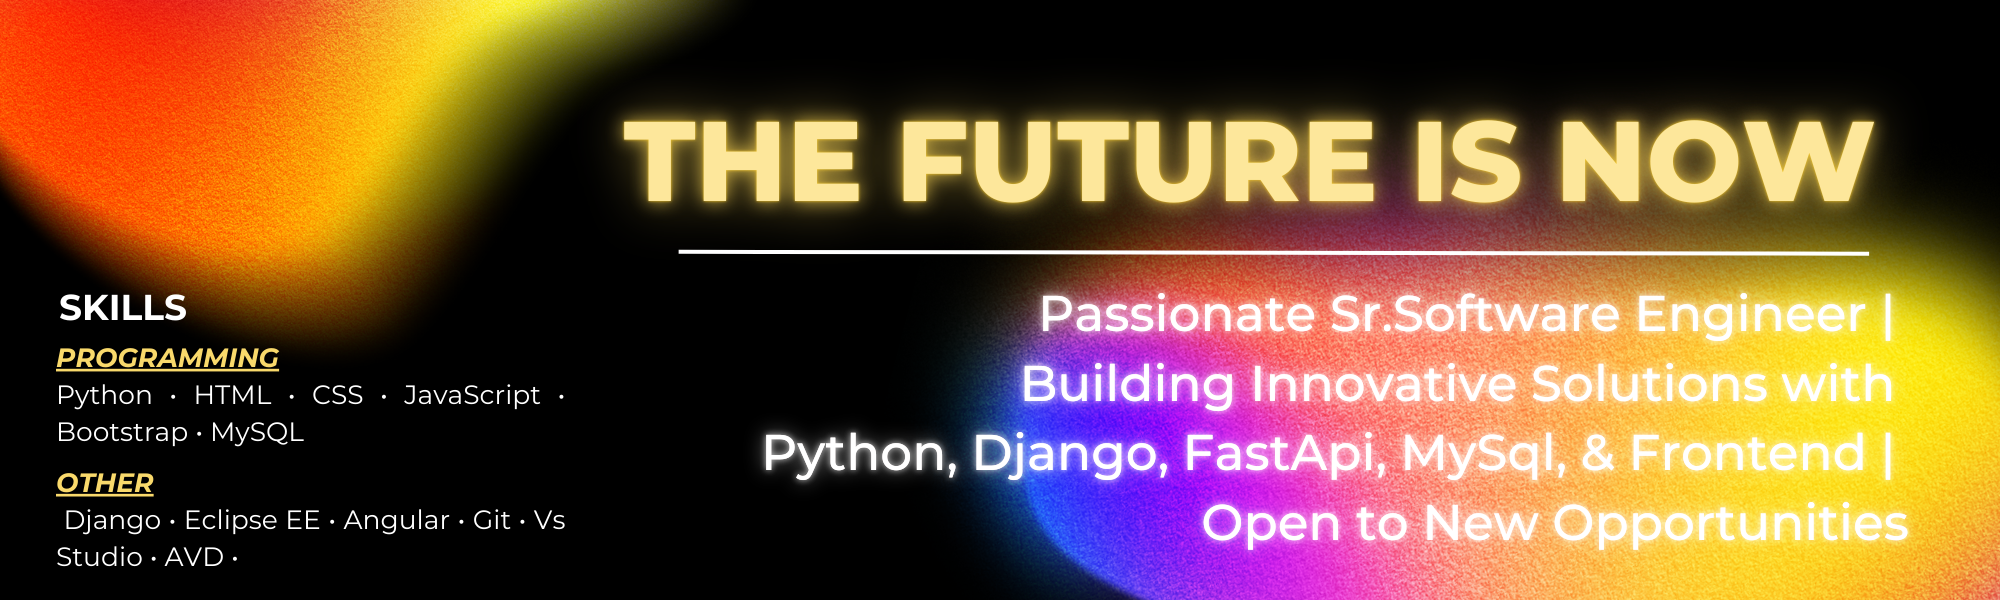 THE FUTURE IS NOW
Passionate Sr.Software Engineer |
Building Innovative Solutions with
Python, Django, FastApi, MySql, & Frontend |
Open to New Opportunities
SKILLS
PROGRAMMING
Python • HTML • CSS • JavaScript •
Bootstrap • MySQL
OTHER
Django • Eclipse EE • Angular • Git • Vs
Studio • AVD •